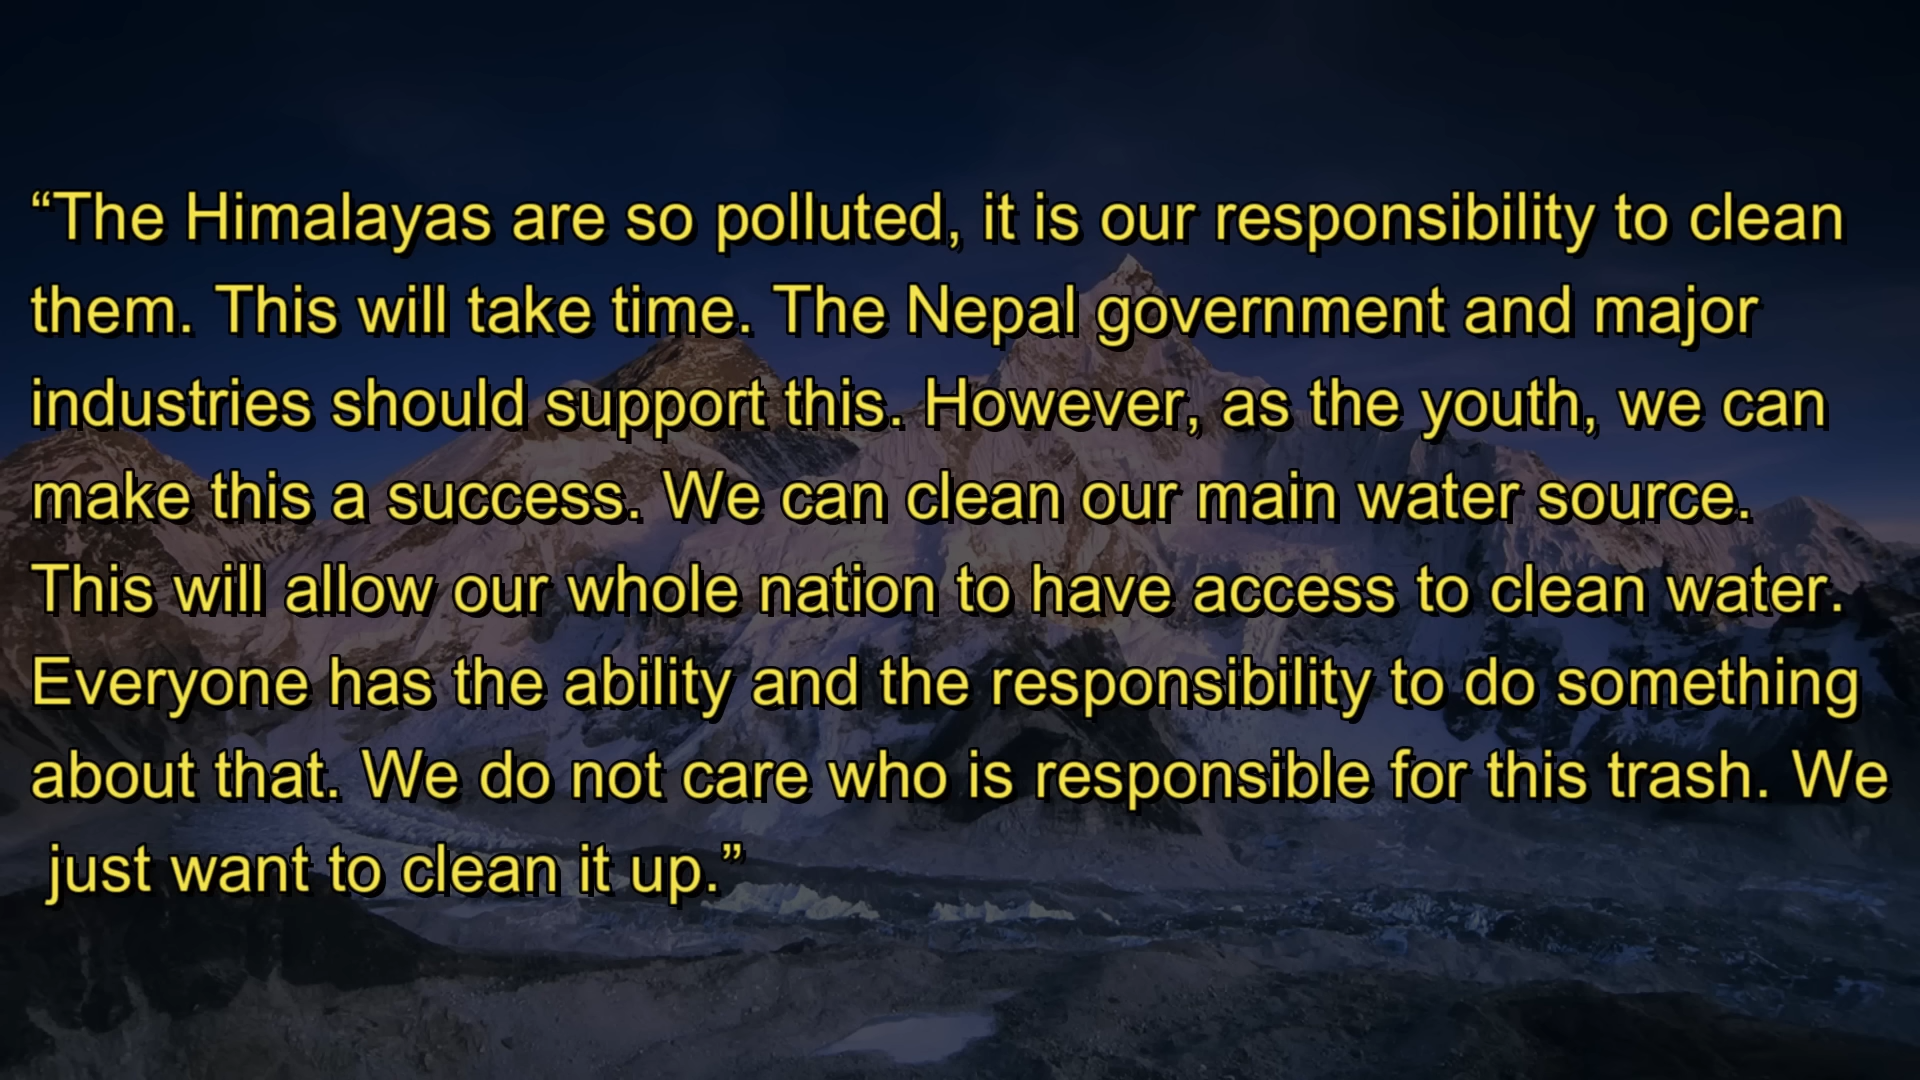 “The Himalayas are so polluted, it is our responsibility to clean
them. This will take time. The Nepal government and major
industries should support this. However, as the youth, we can
make this a success. We can clean our main water source.
This will allow our whole nation to have access to clean water.
Everyone has the ability and the responsibility to do something
about that. We do not care who is responsible for this trash. We
just want to clean it up.”